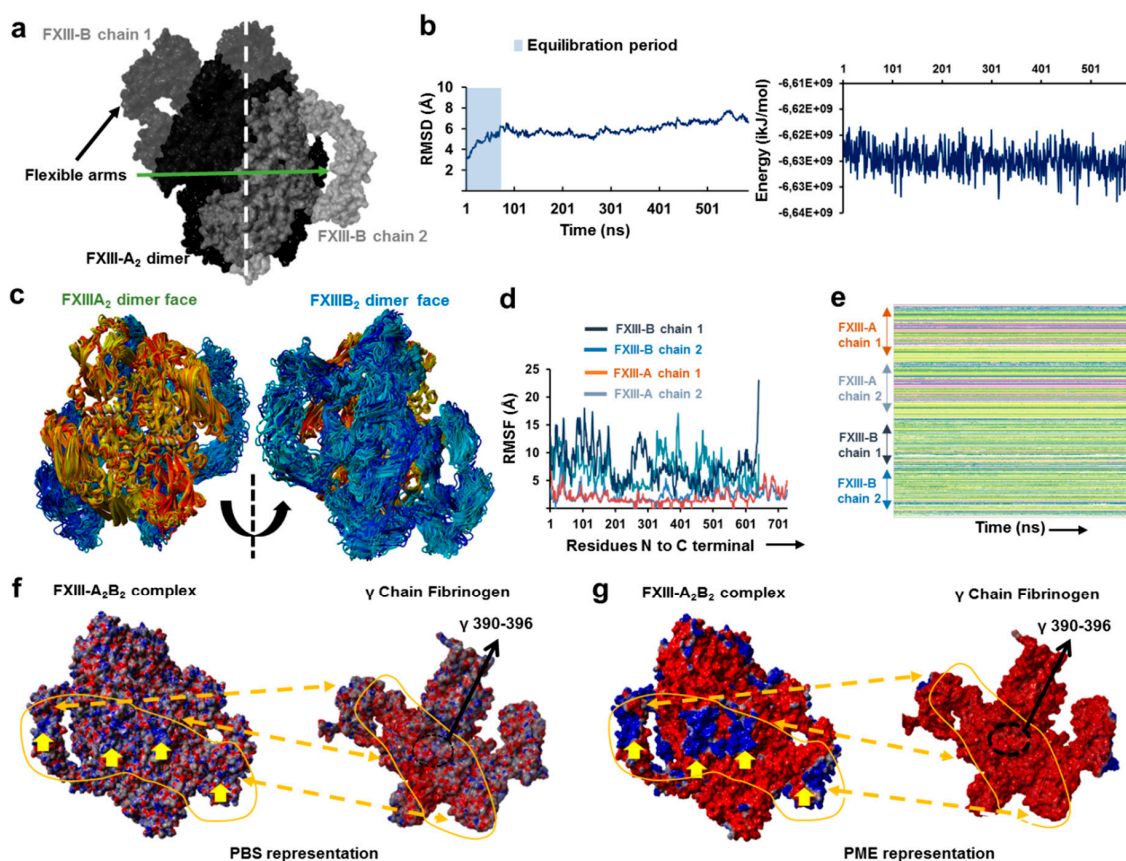 a
FXIII-B chain 1
Flexible arms
FXIII-B chain 2
FXIII-A2 dimer
b
Equilibration period
RMSD (Å)
10
8
6
4
2
1 101 201 301 401 501
Time (ns)
Energy (ikJ/mol)
1 101 201 301 401 501
-6,61E+09
-6,62E+09
-6,62E+09
-6,63E+09
-6,63E+09
-6,64E+09
c
FXIIIA2 dimer face
FXIIIB2 dimer face
d
FXIII-B chain 1
FXIII-B chain 2
FXIII-A chain 1
FXIII-A chain 2
RMSF (Å)
25
20
15
10
5
1 101 201 301 401 501 601 701
Residues N to C terminal
e
FXIII-A
chain 1
FXIII-A
chain 2
FXIII-B
chain 1
FXIII-B
chain 2
Time (ns)
f
FXIII-A2B2 complex
γ Chain Fibrinogen
γ 390-396
PBS representation
g
FXIII-A2B2 complex
γ Chain Fibrinogen
γ 390-396
PME representation